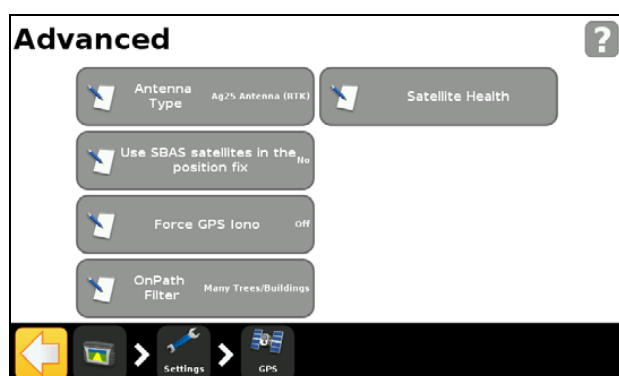 Advanced
?
Antenna
Type
Ag25 Antenna (RTK)
Satellite Health
Use SBAS satellites in the
position fix
No
Force GPS Iono
Off
OnPath
Filter
Many Trees/Buildings
Settings
GPS